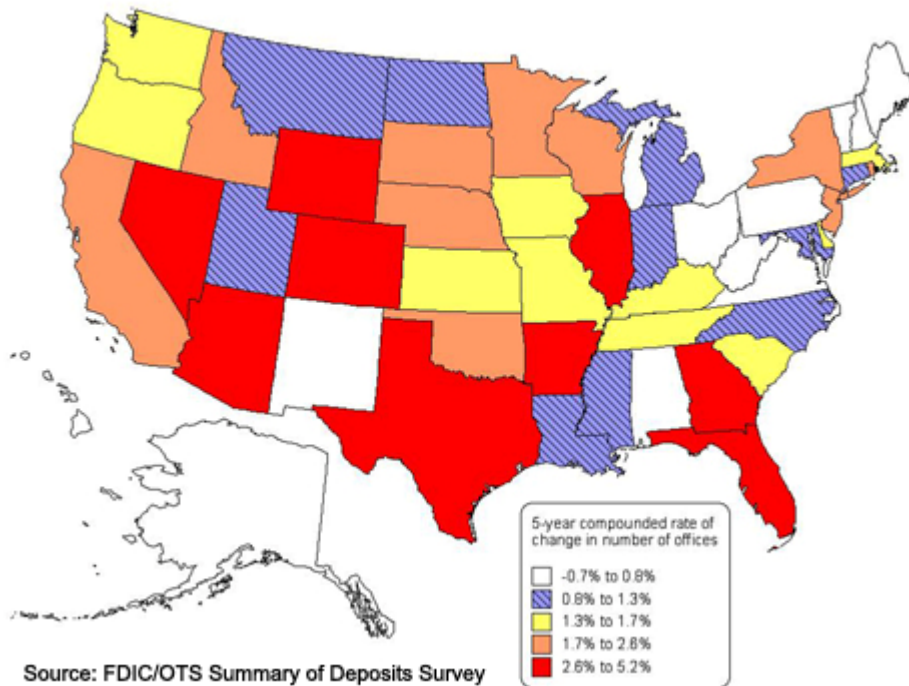 5-year compounded rate of
change in number of offices
-0.7% to 0.8%
0.8% to 1.3%
1.3% to 1.7%
1.7% to 2.6%
2.6% to 5.2%
Source: FDIC/OTS Summary of Deposits Survey